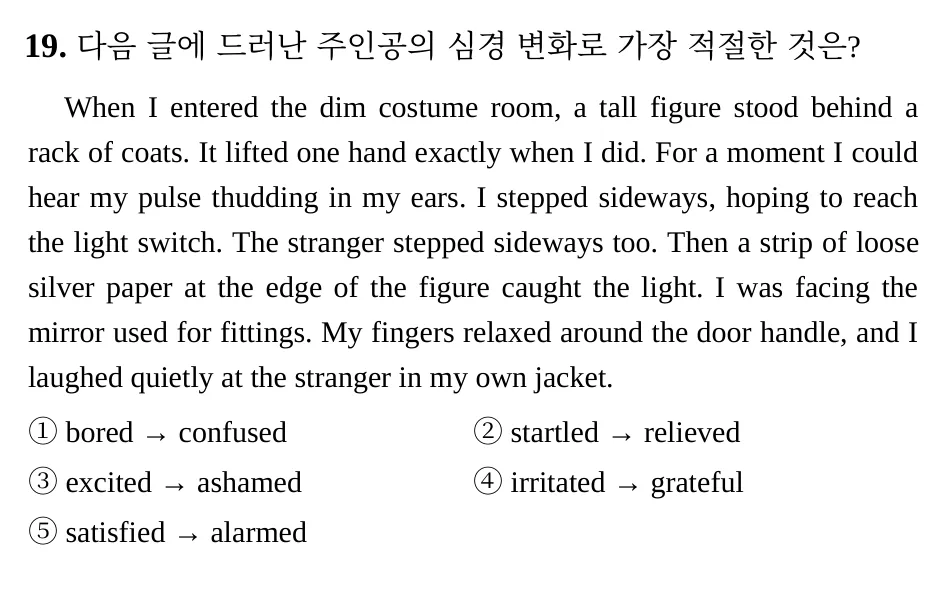 19. 다음 글에 드러난 주인공의 심경 변화로 가장 적절한 것은?
When I entered the dim costume room, a tall figure stood behind a
rack of coats. It lifted one hand exactly when I did. For a moment I could
hear my pulse thudding in my ears. I stepped sideways, hoping to reach
the light switch. The stranger stepped sideways too. Then a strip of loose
silver paper at the edge of the figure caught the light. I was facing the
mirror used for fittings. My fingers relaxed around the door handle, and I
laughed quietly at the stranger in my own jacket.
① bored → confused ② startled → relieved
③ excited → ashamed ④ irritated → grateful
⑤ satisfied → alarmed